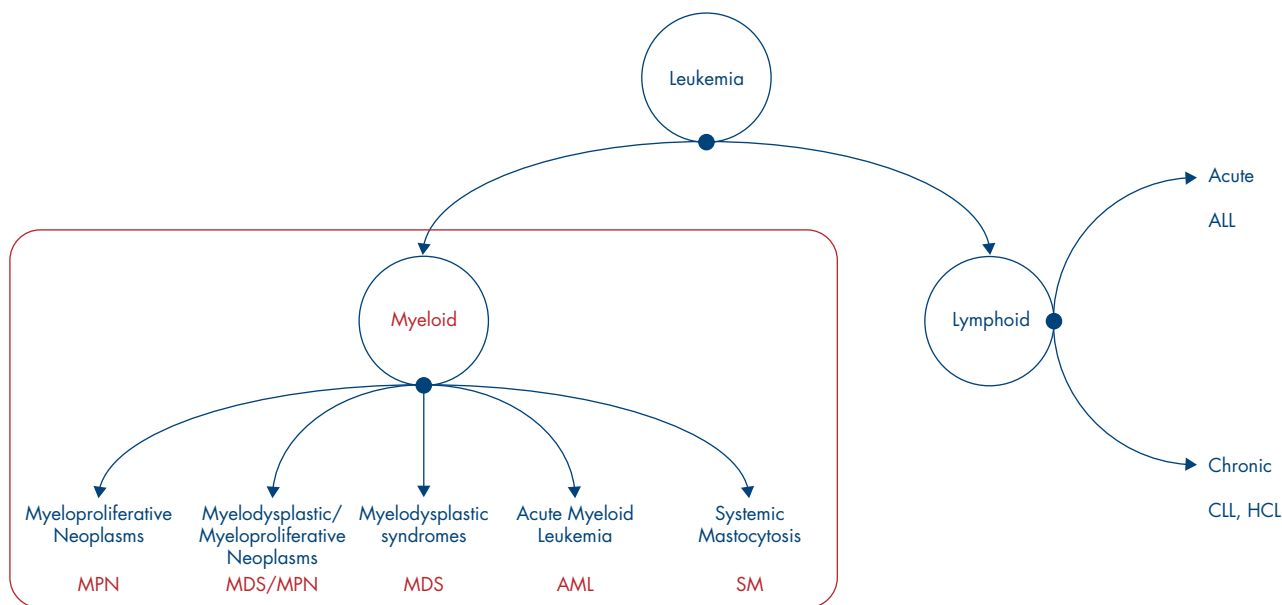 Leukemia
Acute
ALL
Myeloid
Lymphoid
Chronic
CLL, HCL
Myeloproliferative
Neoplasms
MPN
Myelodysplastic/
Myeloproliferative
Neoplasms
MDS/MPN
Myelodysplastic
syndromes
MDS
Acute Myeloid
Leukemia
AML
Systemic
Mastocytosis
SM